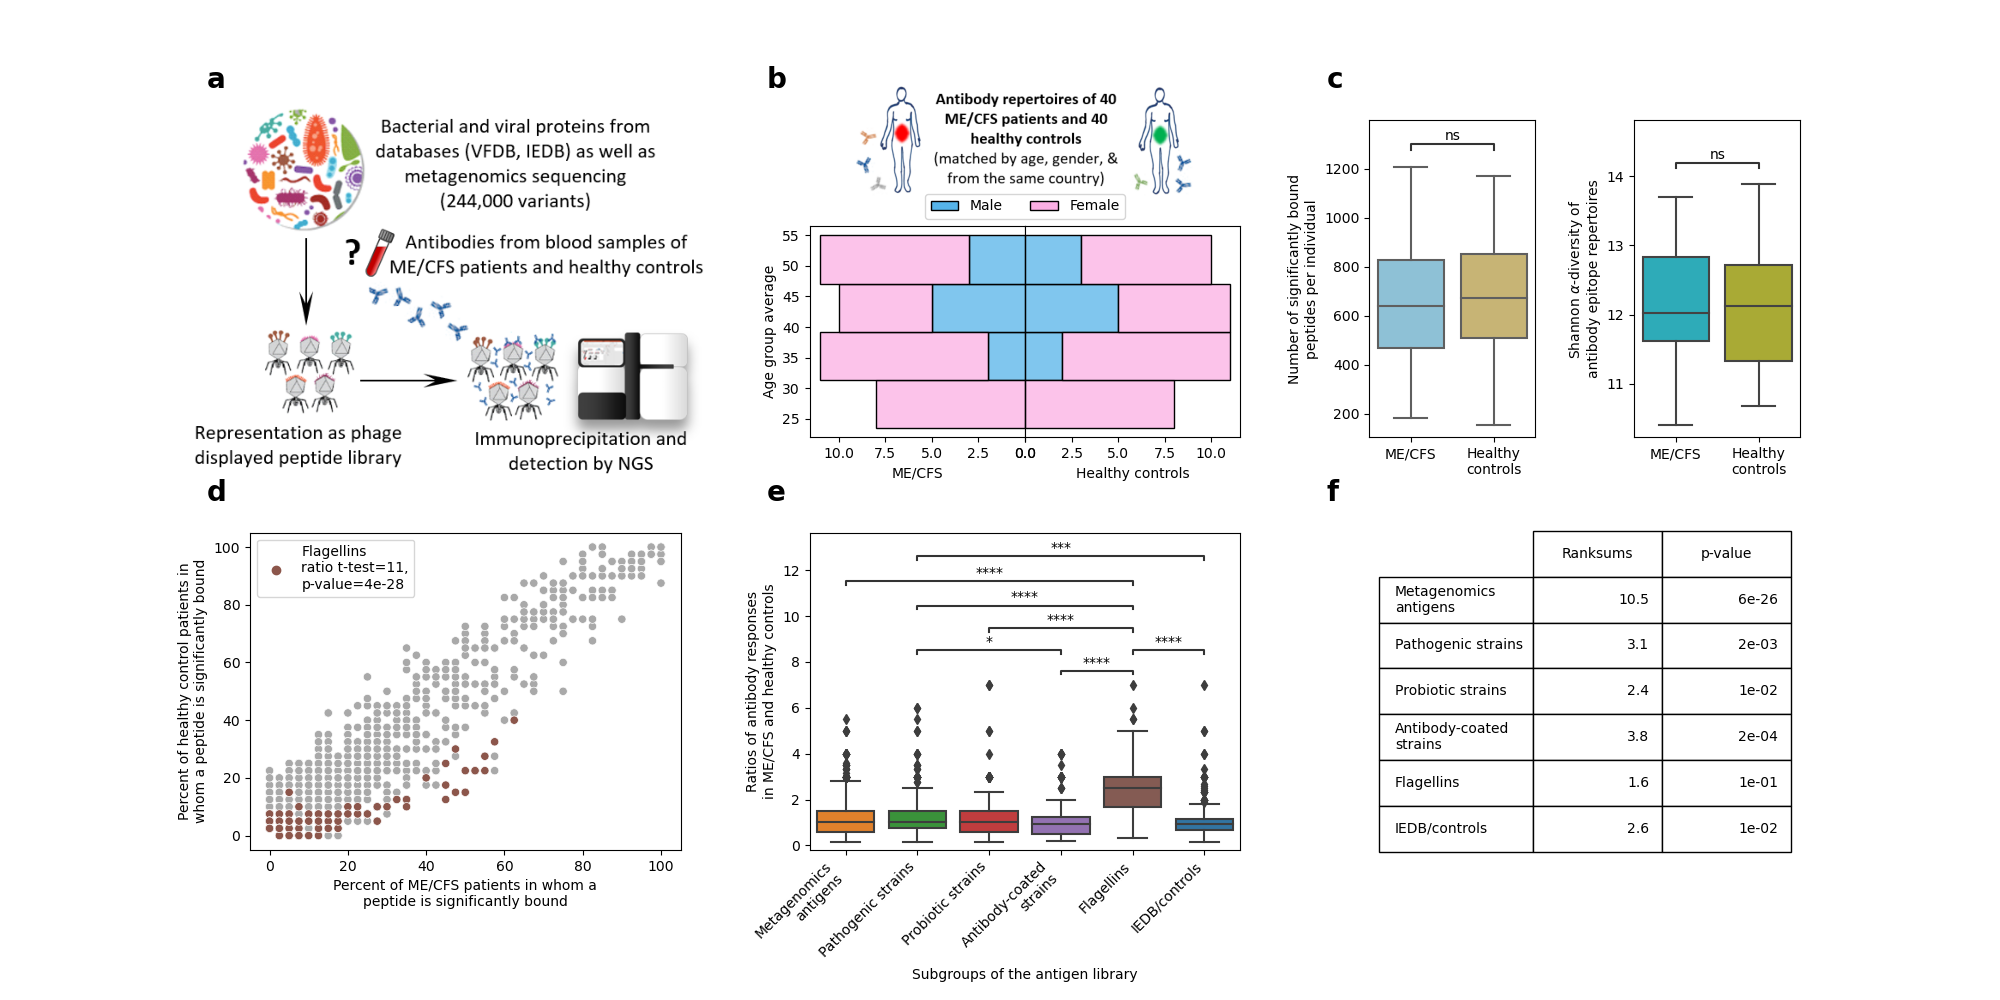 a
Bacterial and viral proteins from
databases (VFDB, IEDB) as well as
metagenomics sequencing
(244,000 variants)
?
Antibodies from blood samples of
ME/CFS patients and healthy controls
Representation as phage
displayed peptide library
Immunoprecipitation and
detection by NGS
b
Antibody repertoires of 40
ME/CFS patients and 40
healthy controls
(matched by age, gender, &
from the same country)
Male
Female
Age group average
55
50
45
40
35
30
25
10.0 7.5 5.0 2.5 0.0 2.5 5.0 7.5 10.0
ME/CFS
Healthy controls
c
Number of significantly bound
peptides per individual
1200
1000
800
600
400
200
ns
ME/CFS
Healthy
controls
Shannon α-diversity of
antibody epitope repertoires
14
13
12
11
ns
ME/CFS
Healthy
controls
d
Percent of healthy control patients in
whom a peptide is significantly bound
100
80
60
40
20
0
Flagellins
ratio t-test=11,
p-value=4e-28
0 20 40 60 80 100
Percent of ME/CFS patients in whom a
peptide is significantly bound
e
Ratios of antibody responses
in ME/CFS and healthy controls
12
10
8
6
4
2
0
***
****
****
****
*
****
****
Metagenomics
antigens
Pathogenic strains
Probiotic strains
Antibody-coated
strains
Flagellins
IEDB/controls
Subgroups of the antigen library
f
Ranksums p-value
Metagenomics
antigens
10.5 6e-26
Pathogenic strains 3.1 2e-03
Probiotic strains 2.4 1e-02
Antibody-coated
strains
3.8 2e-04
Flagellins 1.6 1e-01
IEDB/controls 2.6 1e-02